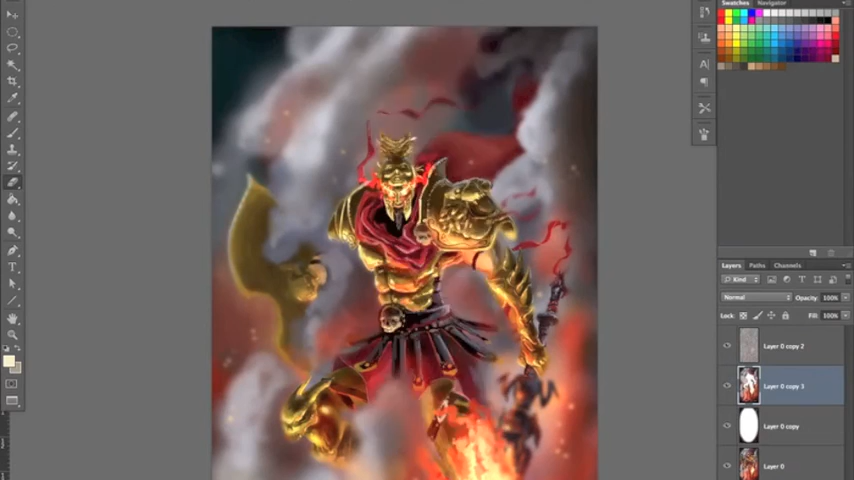 Swatches Navigator
Layers Paths Channels
Kind
Normal Opacity: 100%
Lock: Fill: 100%
Layer 0 copy 2
Layer 0 copy 3
Layer 0 copy
Layer 0